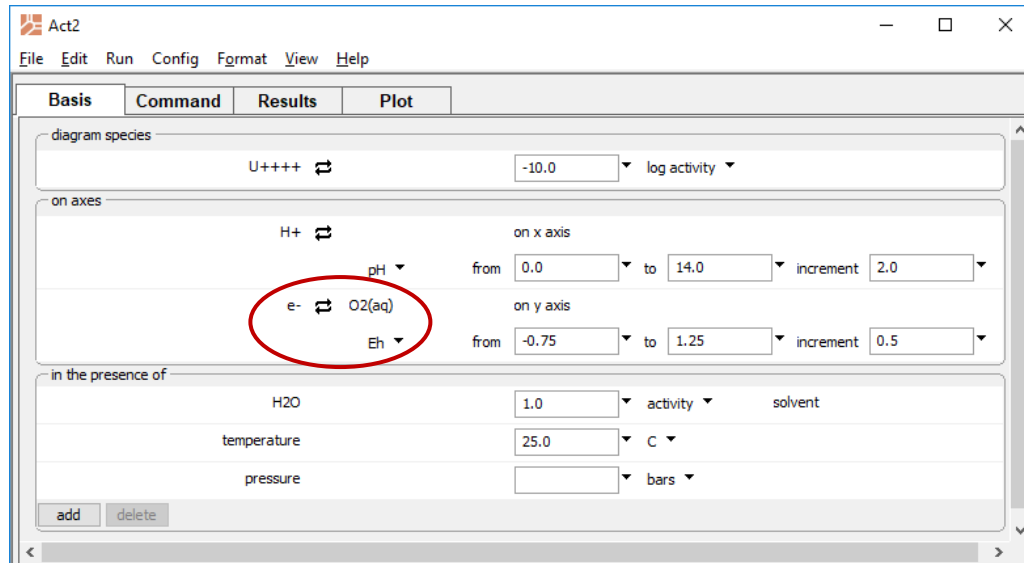 Act2
File Edit Run Config Format View Help
Basis Command Results Plot
diagram species
U++++ -10.0 log activity
on axes
H+ on x axis
pH from 0.0 to 14.0 increment 2.0
e- O2(aq) on y axis
Eh from -0.75 to 1.25 increment 0.5
in the presence of
H2O 1.0 activity solvent
temperature 25.0 C
pressure bars
add delete